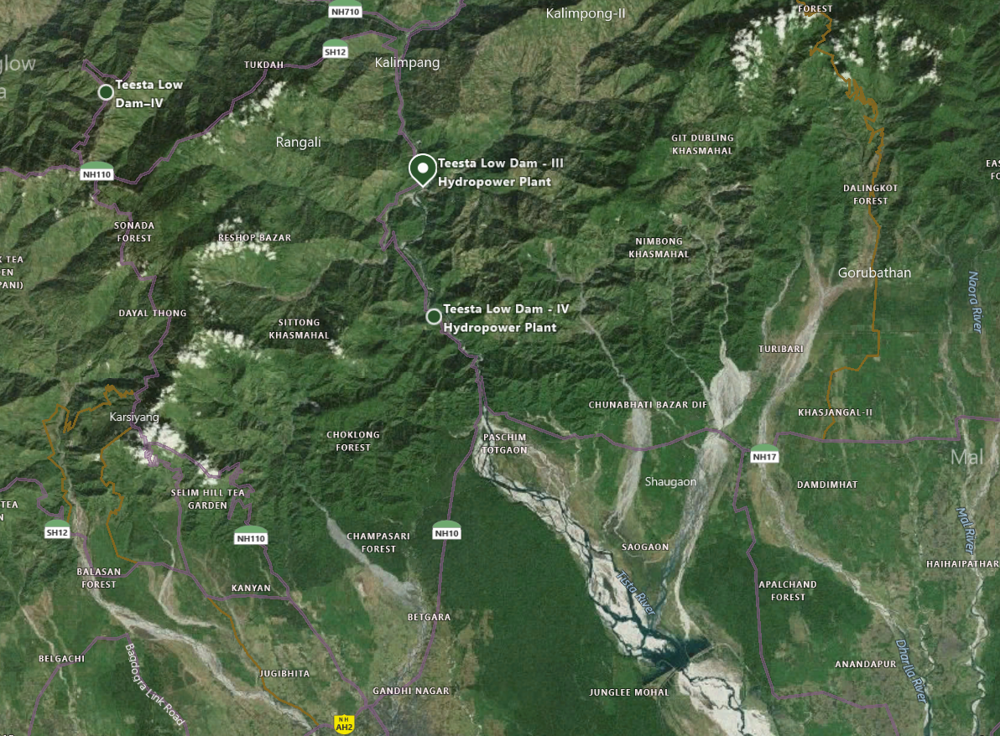 FOREST
NH710
Kalimpong-II
SH12
Kalimpang
TUKDAH
glow
a
Teesta Low
Dam–IV
Rangali
GIT DUBLING
KHASMAHAL
Teesta Low Dam - III
Hydropower Plant
NH110
EAS
FO
DALINGKOT
FOREST
SONADA
FOREST
RESHOP BAZAR
NIMBONG
KHASMAHAL
K TEA
EN
PANI)
Gorubathan
Naora River
DAYAL THONG
Teesta Low Dam - IV
Hydropower Plant
SITTONG
KHASMAHAL
TURIBARI
CHUNABHATI BAZAR DIF
KHASJANGAL-II
Karsiyang
CHOKLONG
FOREST
PASCHIM
TOTGAON
NH17
Mal
Shaugaon
DAMDIMHAT
SELIM HILL TEA
GARDEN
TEA
N
SH12
NH110
NH10
CHAMPASARI
FOREST
SAOGAON
Mal River
HAIHAIPATHAR
BALASAN
FOREST
KANYAN
Tista River
APALCHAND
FOREST
BETGARA
BELGACHI
Bagdogra Link Road
JUGIBHITA
GANDHI NAGAR
JUNGLEE MOHAL
ANANDAPUR
Dharlla River
NH
AH2